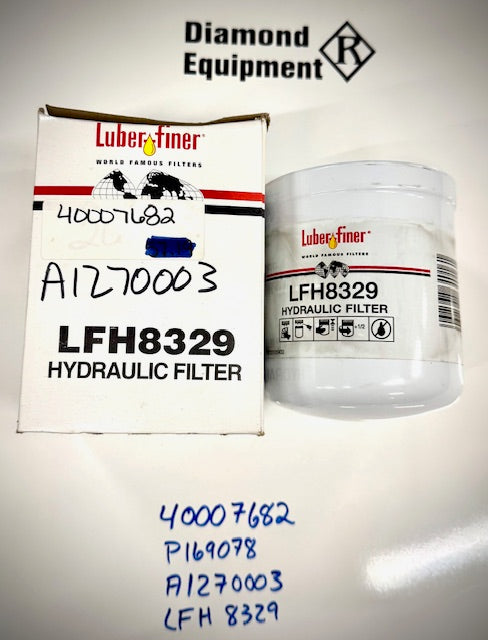 Diamond
Equipment
R
Luber-finer®
WORLD FAMOUS FILTERS
40007682
A1270003
LFH8329
HYDRAULIC FILTER
Luber-finer®
WORLD FAMOUS FILTERS
LFH8329
HYDRAULIC FILTER
40007682
P169078
A1270003
LFH 8329